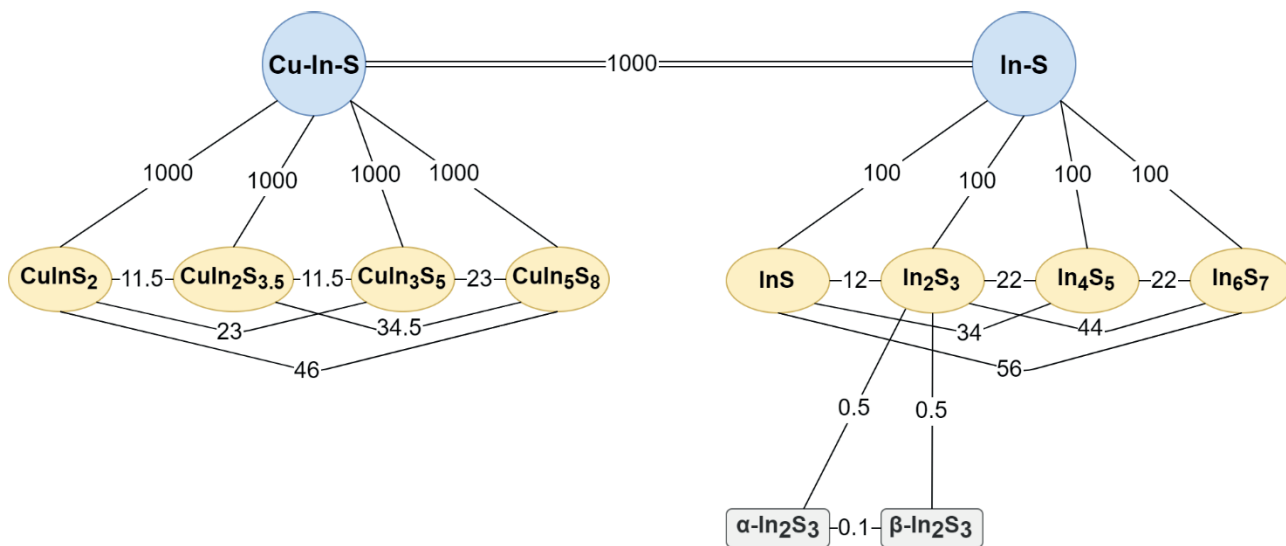 Cu-In-S
1000
In-S
1000
1000
1000
1000
100
100
100
100
CuInS₂
11.5
CuIn₂S₃.₅
11.5
CuIn₃S₅
23
CuIn₅S₈
InS
12
In₂S₃
22
In₄S₅
22
In₆S₇
23
34.5
34
44
46
56
0.5
0.5
α-In₂S₃
0.1
β-In₂S₃